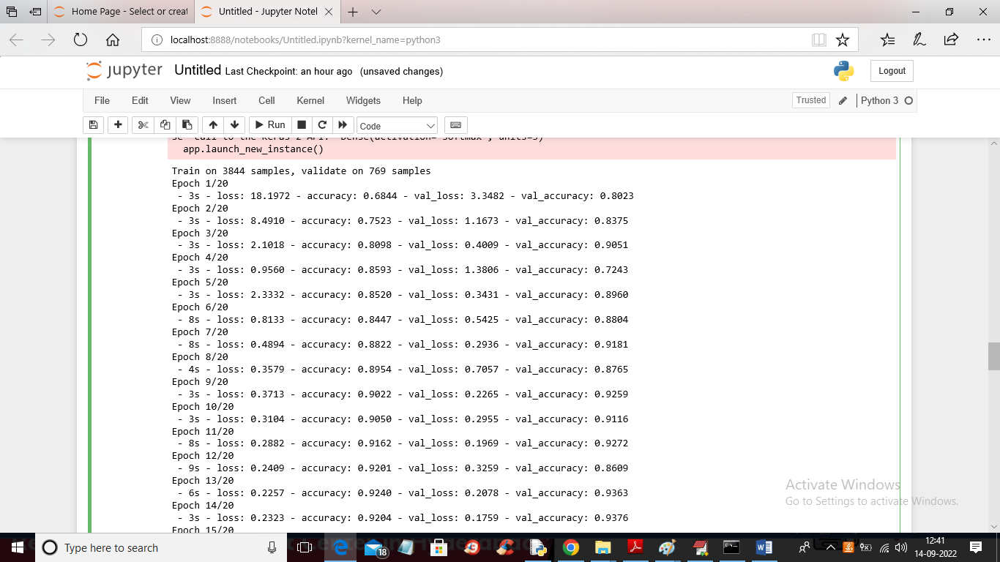 Home Page - Select or creat
Untitled - Jupyter Notel
localhost:8888/notebooks/Untitled.ipynb?kernel_name=python3
jupyter Untitled Last Checkpoint: an hour ago (unsaved changes)
Logout
File Edit View Insert Cell Kernel Widgets Help
Trusted Python 3
Run Code
app.launch_new_instance()
Train on 3844 samples, validate on 769 samples
Epoch 1/20
- 3s - loss: 18.1972 - accuracy: 0.6844 - val_loss: 3.3482 - val_accuracy: 0.8023
Epoch 2/20
- 3s - loss: 8.4910 - accuracy: 0.7523 - val_loss: 1.1673 - val_accuracy: 0.8375
Epoch 3/20
- 3s - loss: 2.1018 - accuracy: 0.8098 - val_loss: 0.4009 - val_accuracy: 0.9051
Epoch 4/20
- 3s - loss: 0.9560 - accuracy: 0.8593 - val_loss: 1.3806 - val_accuracy: 0.7243
Epoch 5/20
- 3s - loss: 2.3332 - accuracy: 0.8520 - val_loss: 0.3431 - val_accuracy: 0.8960
Epoch 6/20
- 8s - loss: 0.8133 - accuracy: 0.8447 - val_loss: 0.5425 - val_accuracy: 0.8804
Epoch 7/20
- 8s - loss: 0.4894 - accuracy: 0.8822 - val_loss: 0.2936 - val_accuracy: 0.9181
Epoch 8/20
- 4s - loss: 0.3579 - accuracy: 0.8954 - val_loss: 0.7057 - val_accuracy: 0.8765
Epoch 9/20
- 3s - loss: 0.3713 - accuracy: 0.9022 - val_loss: 0.2265 - val_accuracy: 0.9259
Epoch 10/20
- 3s - loss: 0.3104 - accuracy: 0.9050 - val_loss: 0.2955 - val_accuracy: 0.9116
Epoch 11/20
- 8s - loss: 0.2882 - accuracy: 0.9162 - val_loss: 0.1969 - val_accuracy: 0.9272
Epoch 12/20
- 9s - loss: 0.2409 - accuracy: 0.9201 - val_loss: 0.3259 - val_accuracy: 0.8609
Epoch 13/20
- 6s - loss: 0.2257 - accuracy: 0.9240 - val_loss: 0.2078 - val_accuracy: 0.9363
Epoch 14/20
- 3s - loss: 0.2323 - accuracy: 0.9204 - val_loss: 0.1759 - val_accuracy: 0.9376
Epoch 15/20
Activate Windows
Go to Settings to activate Windows.
Type here to search
18
12:41
14-09-2022